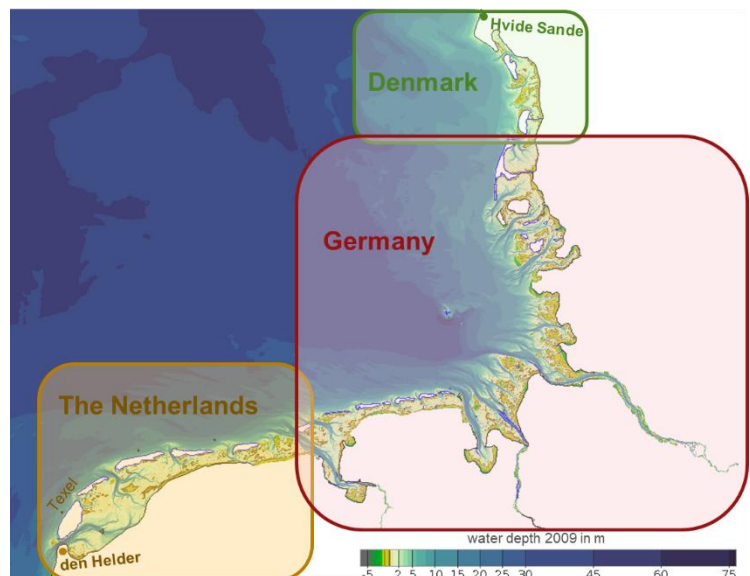 Hvide Sande
Denmark
Germany
The Netherlands
Texel
den Helder
water depth 2009 in m
-5 2 5 10 15 20 25 30 45 60 75